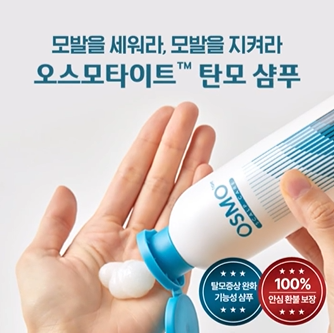 모발을 세워라, 모발을 지켜라
오스모타이트™ 탄모 샴푸
OSMO
탈모증상 완화
기능성 샴푸
100%
안심 환불 보장